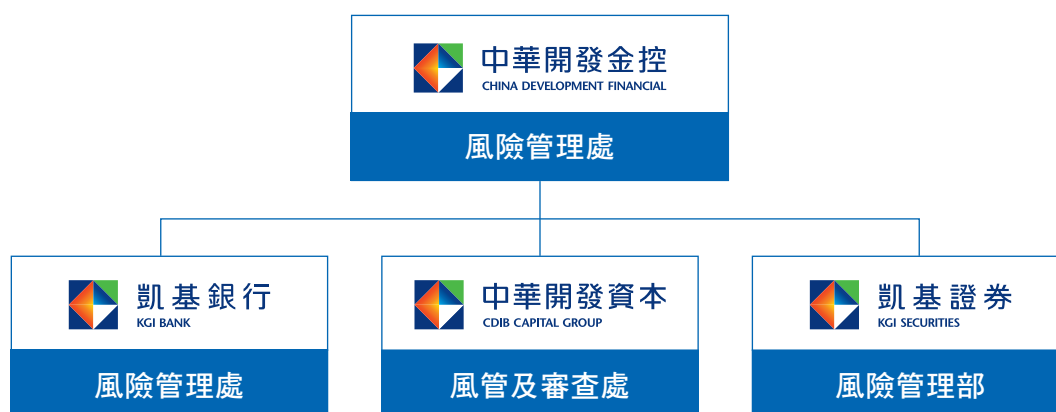 中華開發金控
CHINA DEVELOPMENT FINANCIAL
風險管理處
凱基銀行
KGI BANK
風險管理處
中華開發資本
CDIB CAPITAL GROUP
風管及審查處
凱基證券
KGI SECURITIES
風險管理部